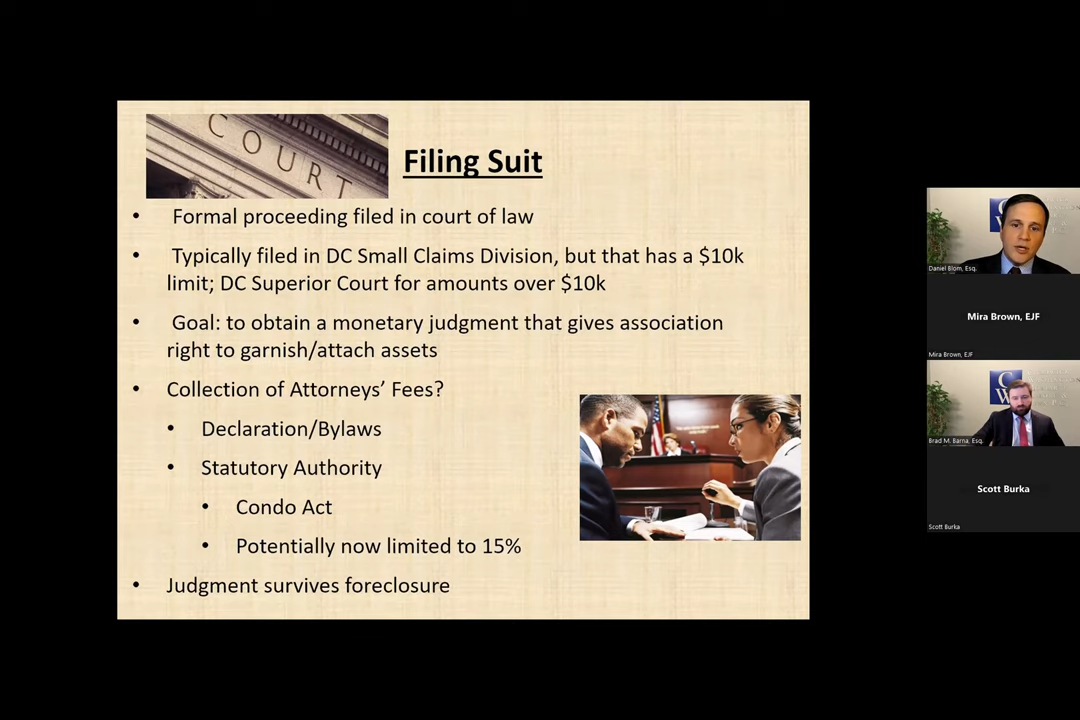 COURT
Filing Suit
• Formal proceeding filed in court of law
• Typically filed in DC Small Claims Division, but that has a $10k
limit; DC Superior Court for amounts over $10k
• Goal: to obtain a monetary judgment that gives association
right to garnish/attach assets
• Collection of Attorneys’ Fees?
• Declaration/Bylaws
• Statutory Authority
• Condo Act
• Potentially now limited to 15%
• Judgment survives foreclosure
Daniel Blom, Esq.
Mira Brown, EJF
Mira Brown, EJF
C
W
Brad M. Barna, Esq.
Scott Burka
Scott Burka